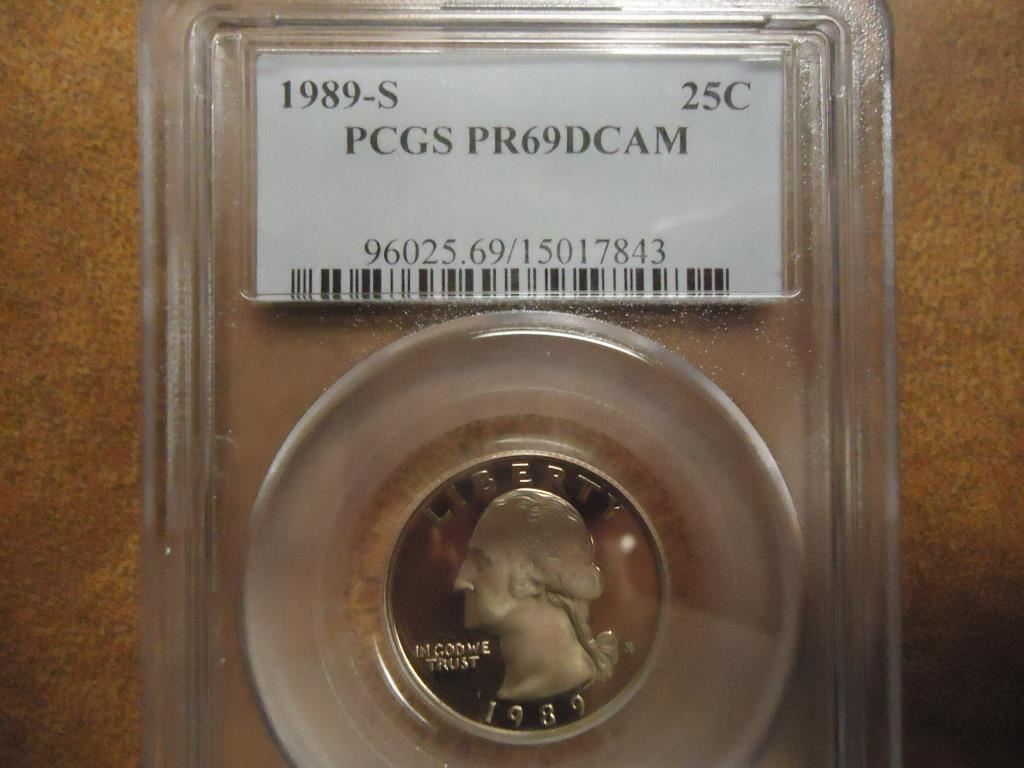 1989-S 25C
PCGS PR69DCAM
96025.69/15017843
LIBERTY
IN GOD WE
TRUST
S
1989